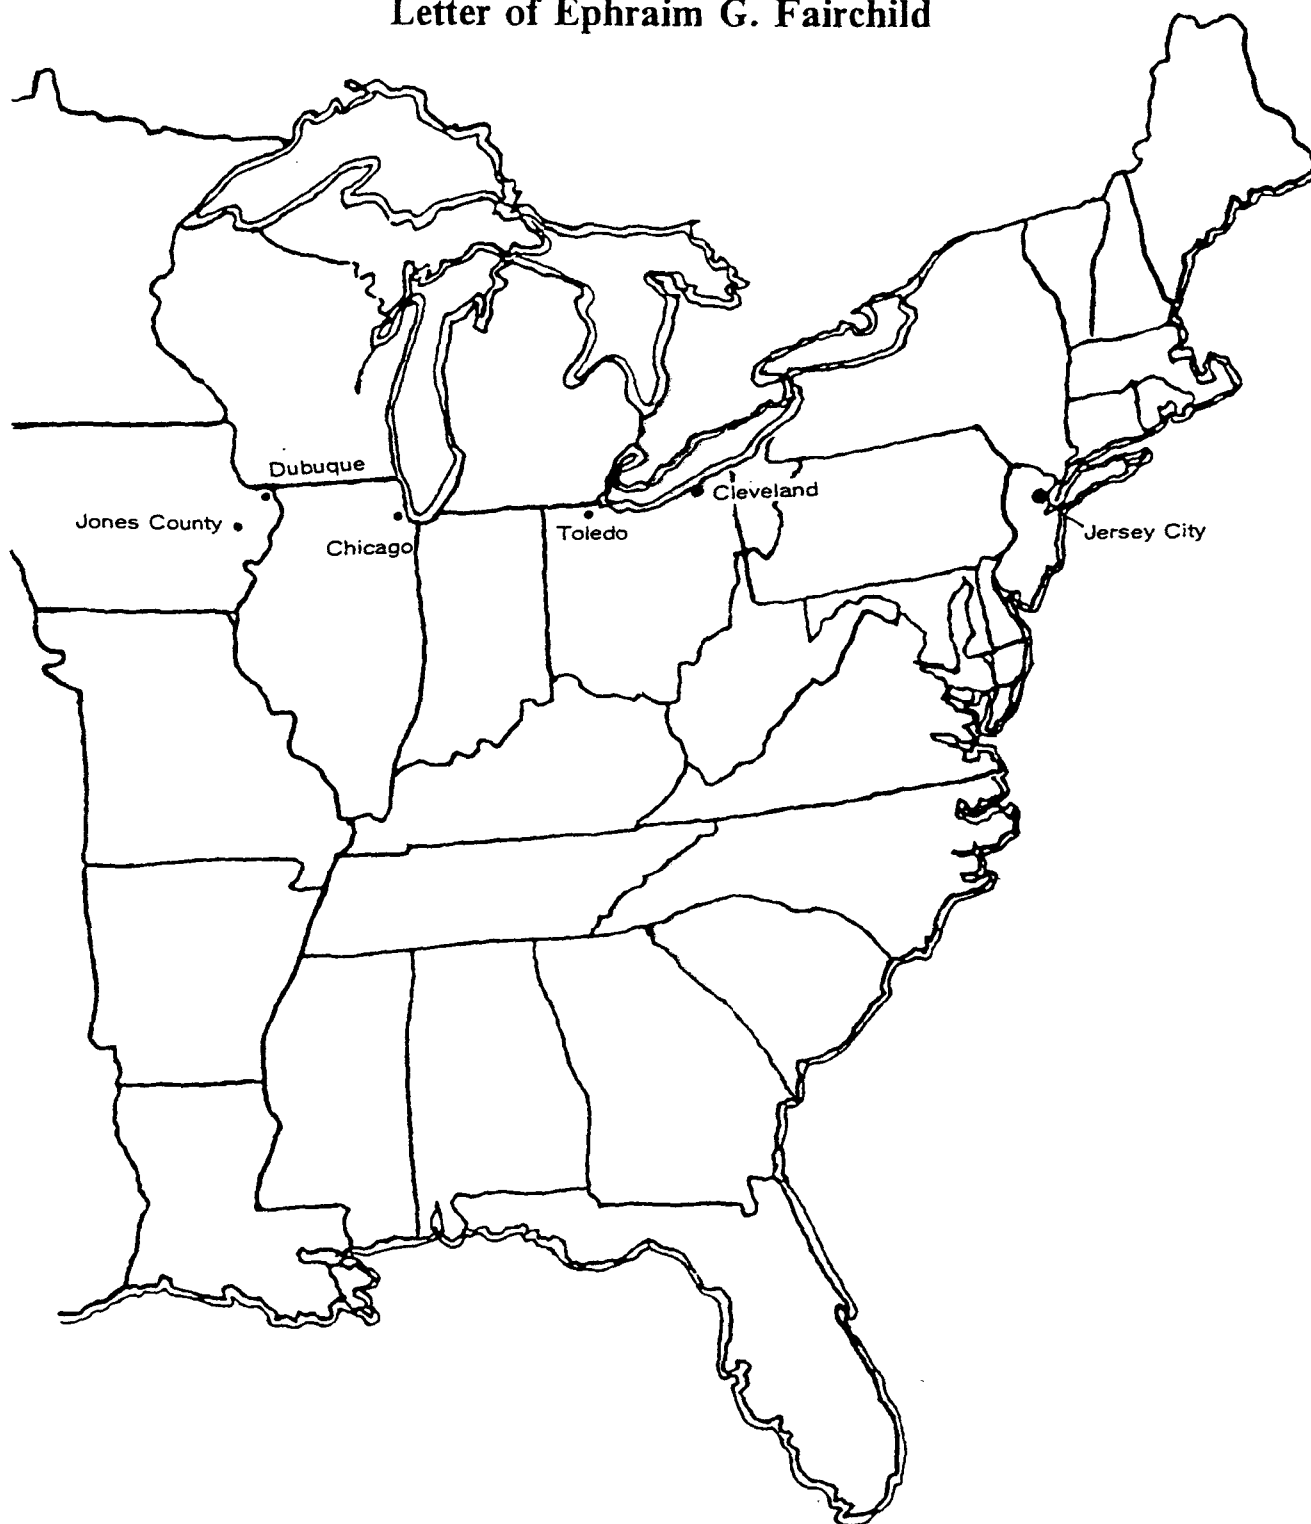 Letter of Ephraim G. Fairchild
Dubuque
Cleveland
Jones County
Jersey City
Toledo
Chicago